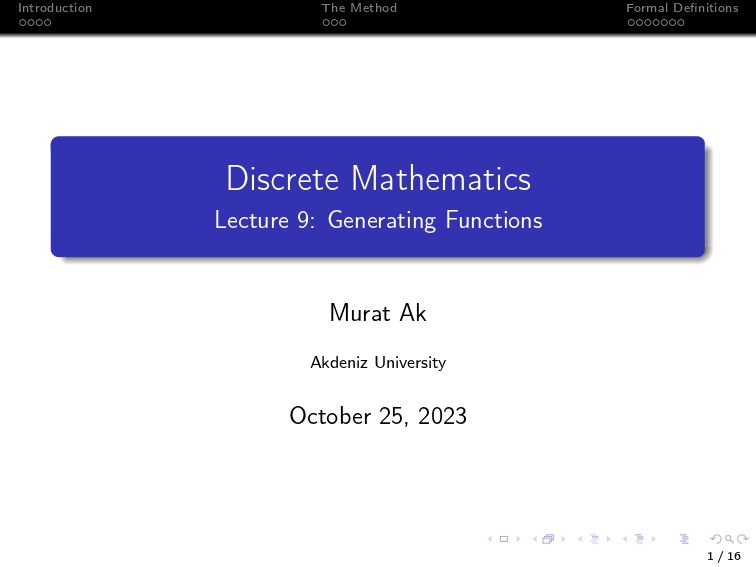 Introduction
The Method
Formal Definitions
Discrete Mathematics
Lecture 9: Generating Functions
Murat Ak
Akdeniz University
October 25, 2023
1 / 16